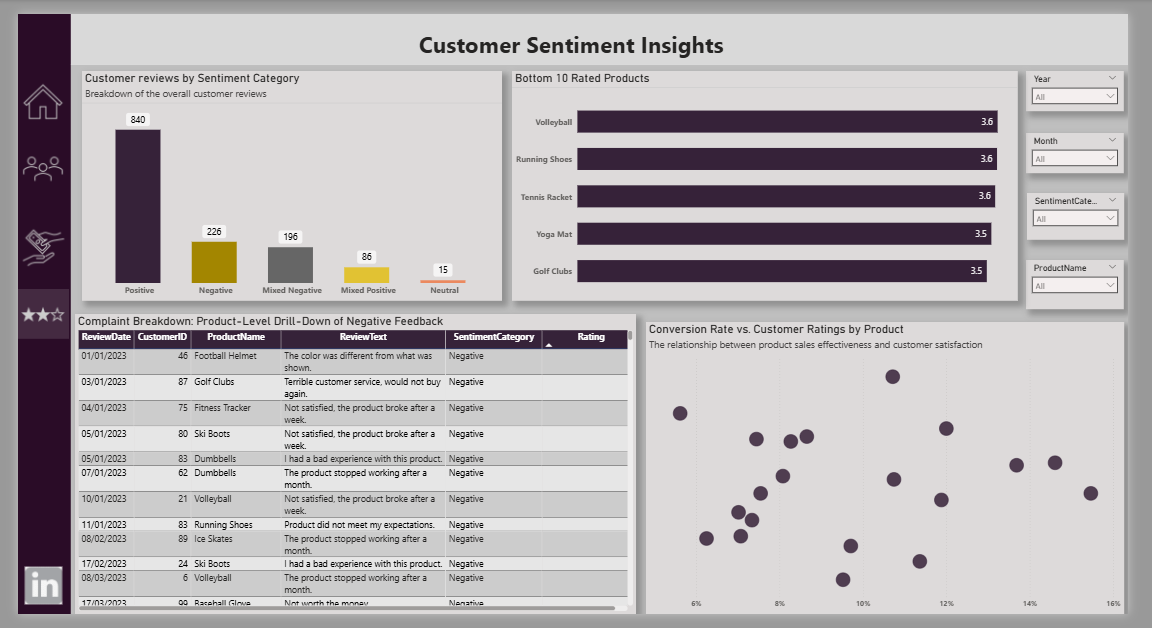 Customer Sentiment Insights
Customer reviews by Sentiment Category
Breakdown of the overall customer reviews
840
226
196
86
15
Positive
Negative
Mixed Negative
Mixed Positive
Neutral
Bottom 10 Rated Products
Volleyball 3.6
Running Shoes 3.6
Tennis Racket 3.6
Yoga Mat 3.5
Golf Clubs 3.5
Year
All
Month
All
SentimentCate...
All
ProductName
All
Complaint Breakdown: Product-Level Drill-Down of Negative Feedback
ReviewDate CustomerID ProductName ReviewText SentimentCategory Rating
01/01/2023 46 Football Helmet The color was different from what was Negative
shown.
03/01/2023 87 Golf Clubs Terrible customer service, would not buy Negative
again.
04/01/2023 75 Fitness Tracker Not satisfied, the product broke after a Negative
week.
05/01/2023 80 Ski Boots Not satisfied, the product broke after a Negative
week.
05/01/2023 83 Dumbbells I had a bad experience with this product. Negative
07/01/2023 62 Dumbbells The product stopped working after a Negative
month.
10/01/2023 21 Volleyball Not satisfied, the product broke after a Negative
week.
11/01/2023 83 Running Shoes Product did not meet my expectations. Negative
08/02/2023 89 Ice Skates The product stopped working after a Negative
month.
17/02/2023 24 Ski Boots I had a bad experience with this product. Negative
08/03/2023 6 Volleyball The product stopped working after a Negative
month.
17/03/2023 99 Baseball Glove Not worth the money. Negative
Conversion Rate vs. Customer Ratings by Product
The relationship between product sales effectiveness and customer satisfaction
6% 8% 10% 12% 14% 16%
in